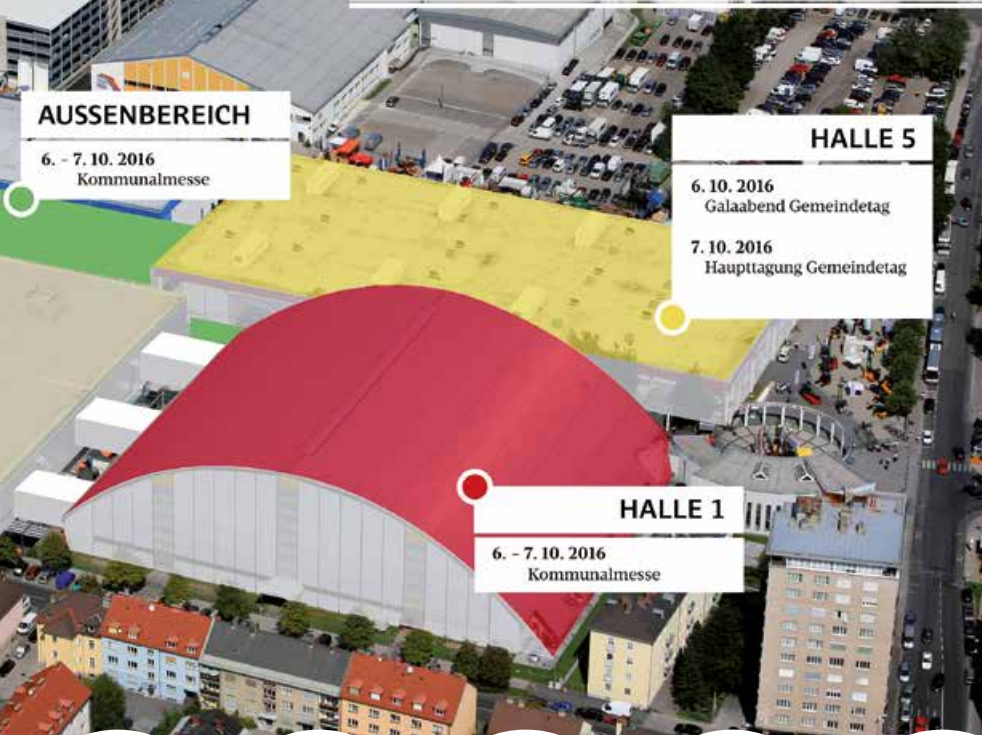 AUSSENBEREICH
6. - 7. 10. 2016
Kommunalmesse
HALLE 5
6. 10. 2016
Galaabend Gemeindetag
7. 10. 2016
Haupttagung Gemeindetag
HALLE 1
6. - 7. 10. 2016
Kommunalmesse